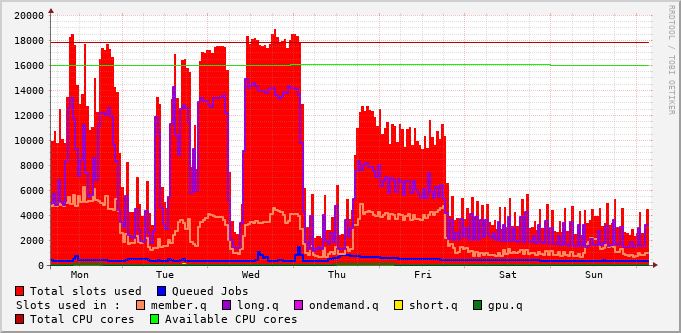 RRDTOOL / TOBI OETIKER
20000
18000
16000
14000
12000
10000
8000
6000
4000
2000
0
Mon Tue Wed Thu Fri Sat Sun
Total slots used Queued Jobs
Slots used in : member.q long.q ondemand.q short.q gpu.q
Total CPU cores Available CPU cores